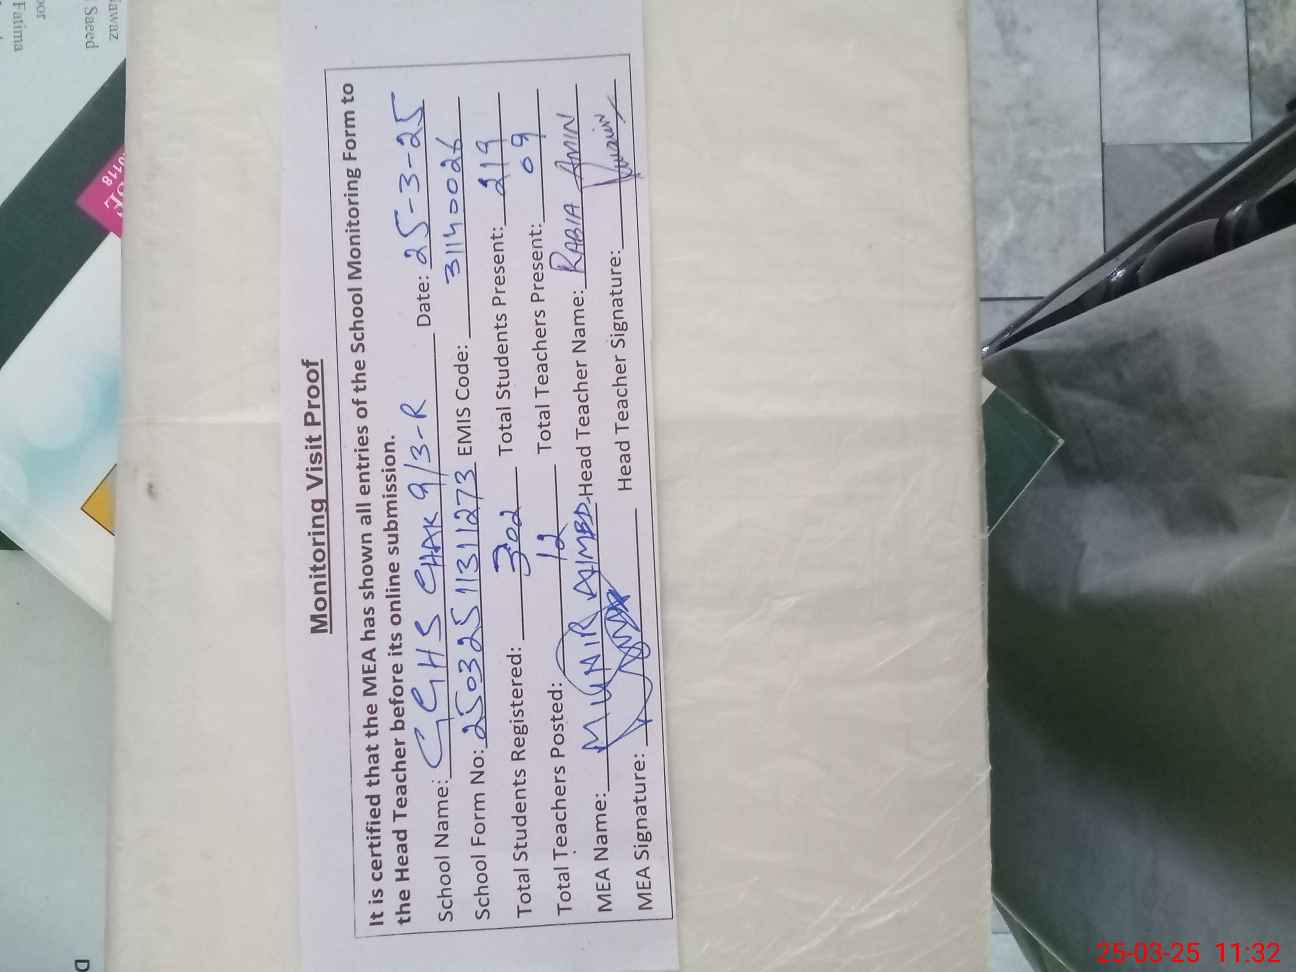 Monitoring Visit Proof
It is certified that the MEA has shown all entries of the School Monitoring Form to
the Head Teacher before its online submission.
School Name: GGHS CHAK 9/3-R Date: 25-3-25
School Form No: 25032511311273 EMIS Code: 31140026
Total Students Registered: 302 Total Students Present: 219
Total Teachers Posted: 12 Total Teachers Present: 09
MEA Name: MUNIR AHMED Head Teacher Name: RABIA AMIN
MEA Signature: Head Teacher Signature:
awaz
Saeed
Fatima
25-03-25 11:32